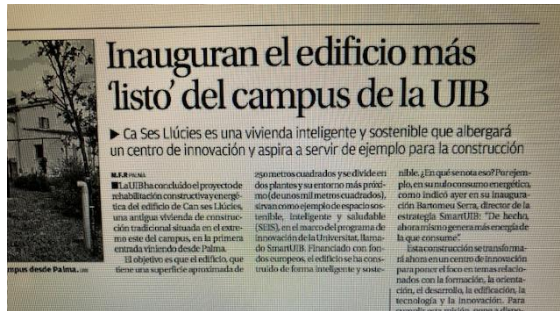 Inauguran el edificio más
‘listo’ del campus de la UIB
▶ Ca Ses Llúcies es una vivienda inteligente y sostenible que albergará
un centro de innovación y aspira a servir de ejemplo para la construcción
mpus desde Palma. UIB
M.F.R PALMA
■ La UIB ha concluido el proyecto de
rehabilitación constructiva y energé-
tica del edificio de Can ses Llúcies,
una antigua vivienda de construc-
ción tradicional situada en el extre-
mo este del campus, en la primera
entrada viniendo desde Palma.
El objetivo es que el edificio, que
tiene una superficie aproximada de
250 metros cuadrados y se divide en
dos plantas y su entorno más próxi-
mo (de unos mil metros cuadrados),
sirvan como ejemplo de espacio sos-
tenible, inteligente y saludable
(SEIS), en el marco del programa de
innovación de la Universitat, llama-
do SmartUIB. Financiado con fon-
dos europeos, el edificio se ha cons-
truido de forma inteligente y soste-
nible. ¿En qué se nota eso? Por ejem-
plo, en su nulo consumo energético,
como indicó ayer en su inaugura-
ción Bartomeu Serra, director de la
estrategia SmartUIB: “De hecho,
ahora mismo genera más energía de
la que consume”.
Esta construcción se transforma-
rá ahora en un centro de innovación
para poner el foco en temas relacio-
nados con la formación, la orienta-
ción, el desarrollo, la edificación, la
tecnología y la innovación. Para